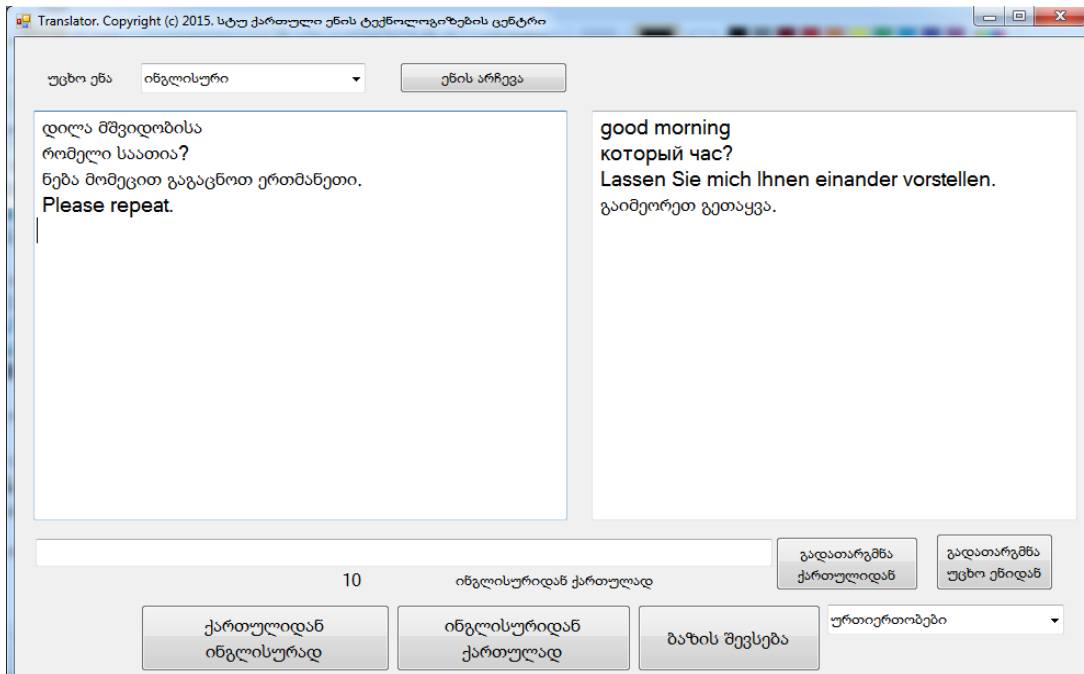 Translator. Copyright (c) 2015. სტუ ქართული ენის ტექნოლოგიზების ცენტრი
უცხო ენა
ინგლისური
ენის არჩევა
დილა მშვიდობისა
რომელი საათია?
ნება მომეცით გაგაცნოთ ერთმანეთი.
Please repeat.
good morning
который час?
Lassen Sie mich Ihnen einander vorstellen.
გაიმეორეთ გეთაყვა.
გადათარგმნა
ქართულიდან
გადათარგმნა
უცხო ენიდან
10
ინგლისურიდან ქართულად
ქართულიდან
ინგლისურად
ინგლისურიდან
ქართულად
ბაზის შევსება
ურთიერთობები